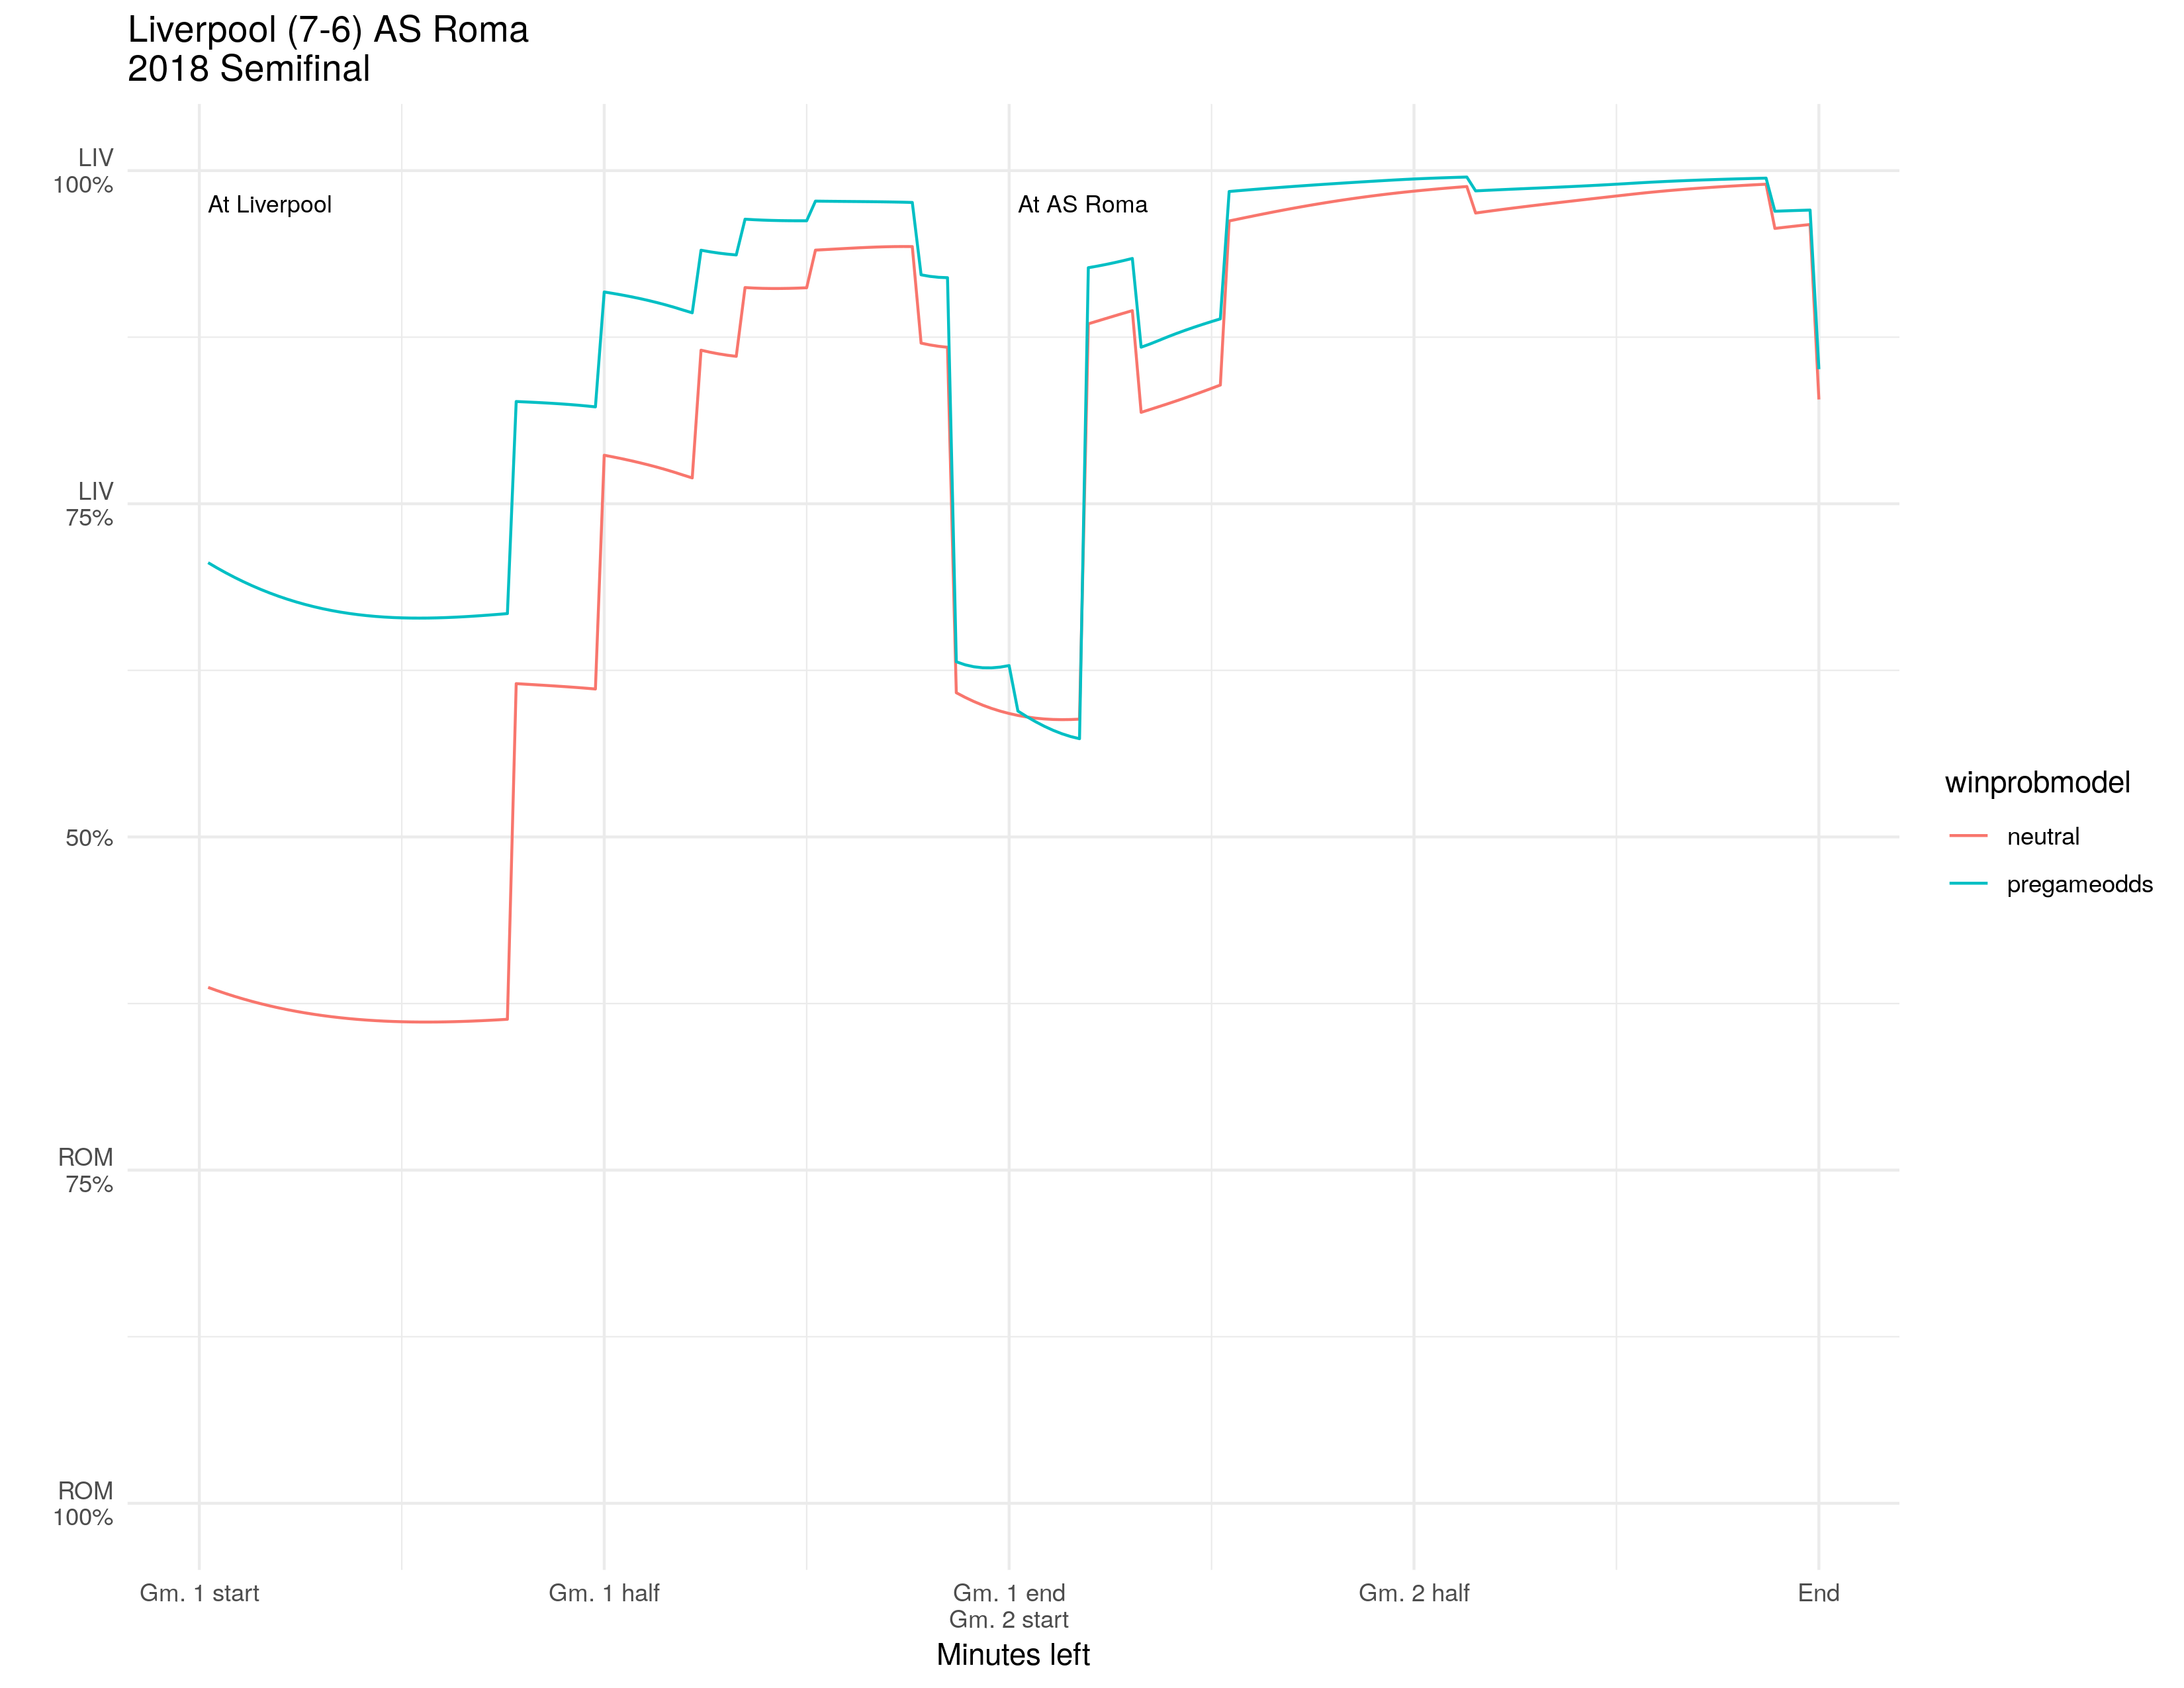 Liverpool (7-6) AS Roma
2018 Semifinal
LIV
100%
At Liverpool
At AS Roma
LIV
75%
50%
ROM
75%
ROM
100%
winprobmodel
neutral
pregameodds
Gm. 1 start
Gm. 1 half
Gm. 1 end
Gm. 2 start
Gm. 2 half
End
Minutes left